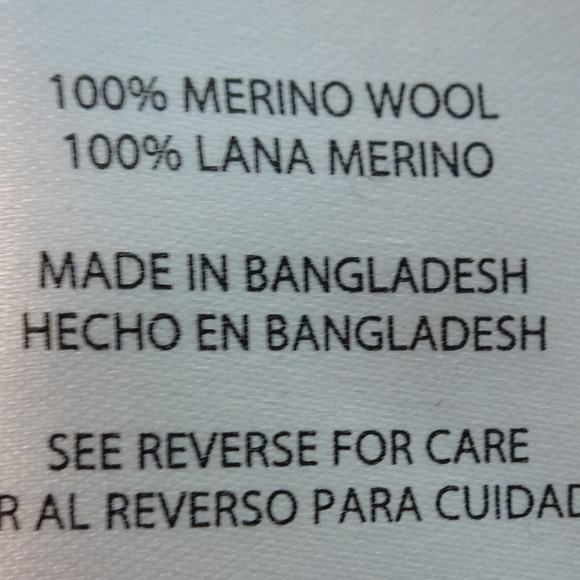 100% MERINO WOOL
100% LANA MERINO
MADE IN BANGLADESH
HECHO EN BANGLADESH
SEE REVERSE FOR CARE
R AL REVERSO PARA CUIDAD